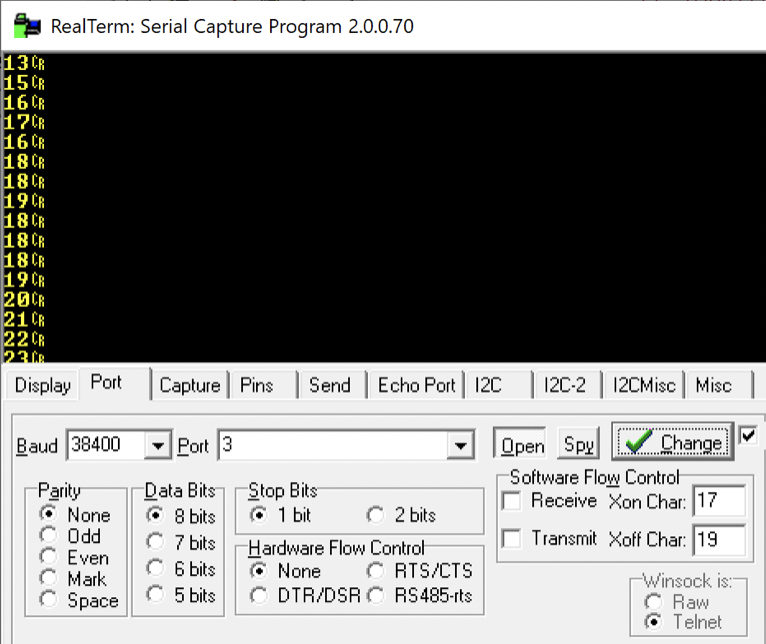 RealTerm: Serial Capture Program 2.0.0.70
13CR
15CR
16CR
17CR
16CR
18CR
18CR
19CR
18CR
18CR
18CR
19CR
20CR
21CR
22CR
23CR
Display Port Capture Pins Send Echo Port I2C I2C-2 I2CMisc Misc
Baud 38400 Port 3 Open Spy Change
Parity
None
Odd
Even
Mark
Space
Data Bits
8 bits
7 bits
6 bits
5 bits
Stop Bits
1 bit 2 bits
Hardware Flow Control
None RTS/CTS
DTR/DSR RS485-rts
Software Flow Control
Receive Xon Char: 17
Transmit Xoff Char: 19
Winsock is:
Raw
Telnet